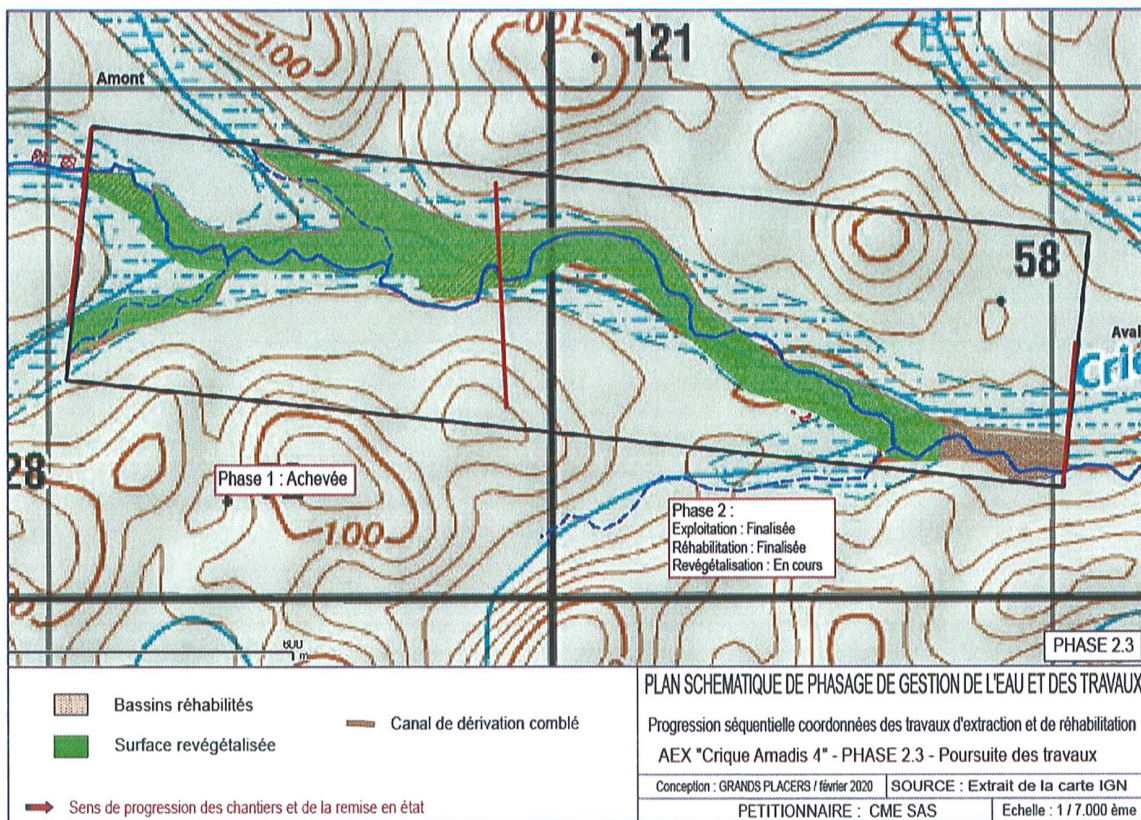 100
100
121
Amont
58
Aval
Cri
28
Phase 1 : Achevée
100
Phase 2 :
Exploitation : Finalisée
Réhabilitation : Finalisée
Revégétalisation : En cours
600
m
PHASE 2.3
Bassins réhabilités
Surface revégétalisée
Canal de dérivation comblé
Sens de progression des chantiers et de la remise en état
PLAN SCHEMATIQUE DE PHASAGE DE GESTION DE L'EAU ET DES TRAVAUX
Progression séquentielle coordonnées des travaux d'extraction et de réhabilitation
AEX "Crique Amadis 4" - PHASE 2.3 - Poursuite des travaux
Conception : GRANDS PLACERS / février 2020
SOURCE : Extrait de la carte IGN
PETITIONNAIRE : CME SAS
Echelle : 1 / 7.000 ème